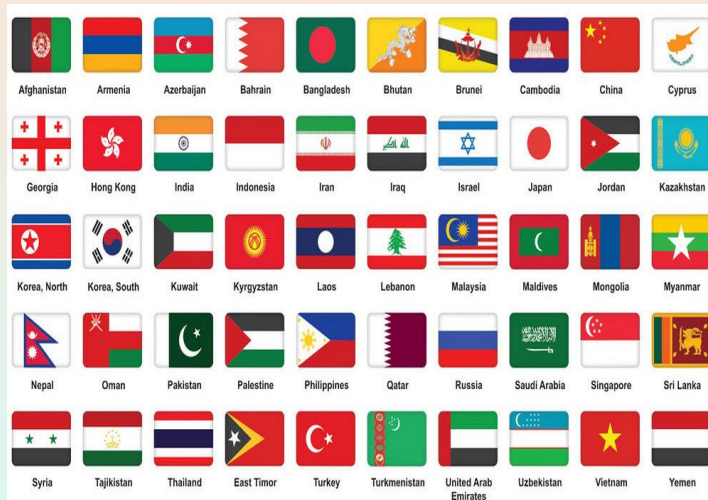 Afghanistan Armenia Azerbaijan Bahrain Bangladesh Bhutan Brunei Cambodia China Cyprus
Georgia Hong Kong India Indonesia Iran Iraq Israel Japan Jordan Kazakhstan
Korea, North Korea, South Kuwait Kyrgyzstan Laos Lebanon Malaysia Maldives Mongolia Myanmar
Nepal Oman Pakistan Palestine Philippines Qatar Russia Saudi Arabia Singapore Sri Lanka
Syria Tajikistan Thailand East Timor Turkey Turkmenistan United Arab Emirates Uzbekistan Vietnam Yemen